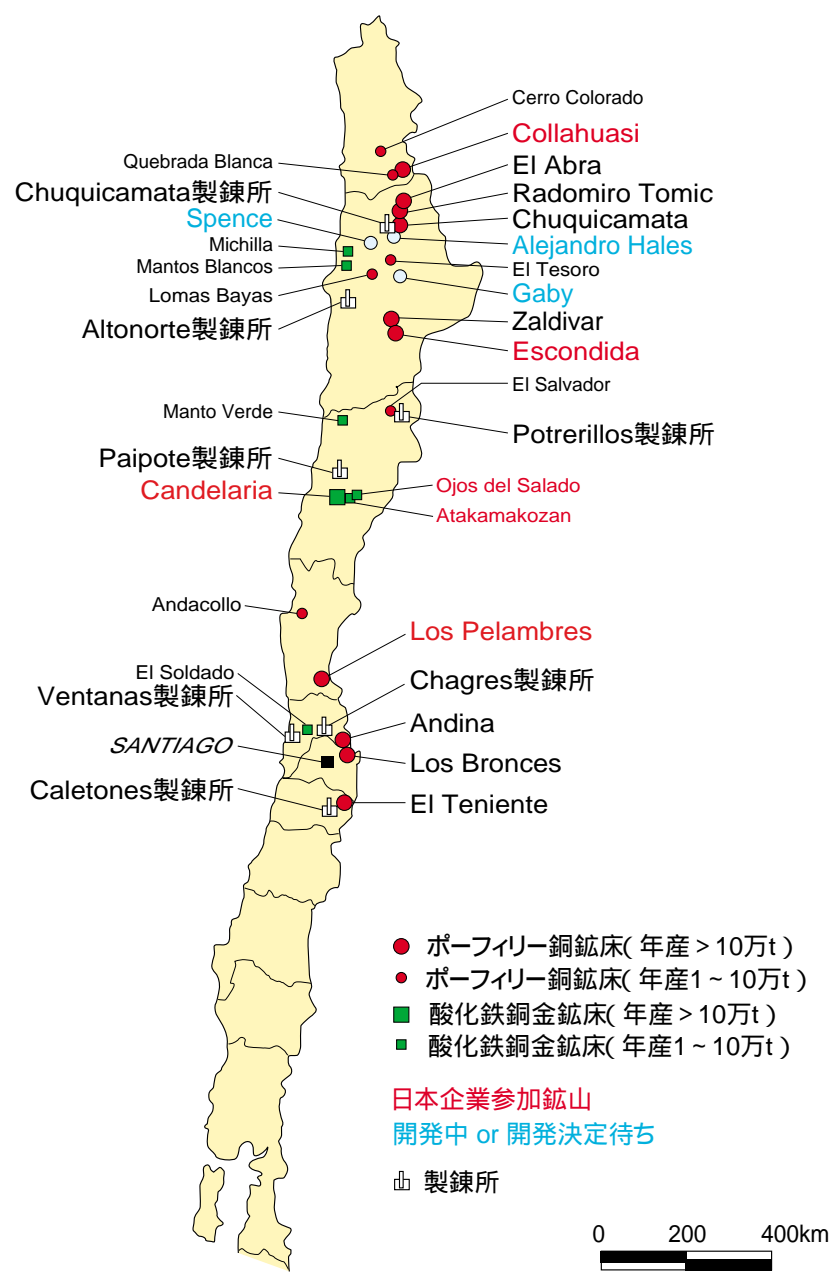 Cerro Colorado
Collahuasi
Quebrada Blanca
El Abra
Chuquicamata製錬所
Radomiro Tomic
Spence
Chuquicamata
Michilla
Alejandro Hales
Mantos Blancos
El Tesoro
Lomas Bayas
Gaby
Altonorte製錬所
Zaldivar
Escondida
El Salvador
Manto Verde
Potrerillos製錬所
Paipote製錬所
Candelaria
Ojos del Salado
Atakamakozan
Andacollo
Los Pelambres
El Soldado
Chagres製錬所
Ventanas製錬所
Andina
SANTIAGO
Los Bronces
Caletones製錬所
El Teniente
ポーフィリー銅鉱床( 年産 > 10万t )
ポーフィリー銅鉱床( 年産1 ~ 10万t )
酸化鉄銅金鉱床( 年産 > 10万t )
酸化鉄銅金鉱床( 年産1 ~ 10万t )
日本企業参加鉱山
開発中 or 開発決定待ち
製錬所
0 200 400km